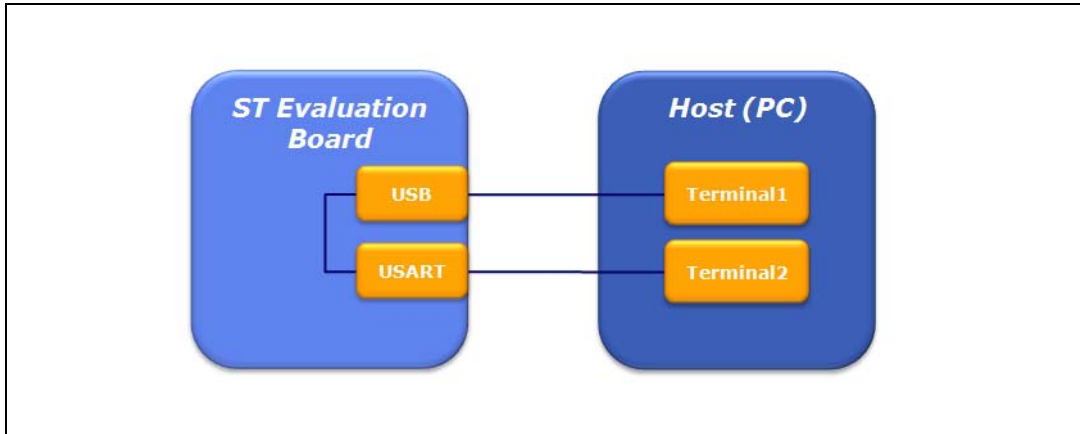 ST Evaluation
Board
USB
USART
Host (PC)
Terminal1
Terminal2